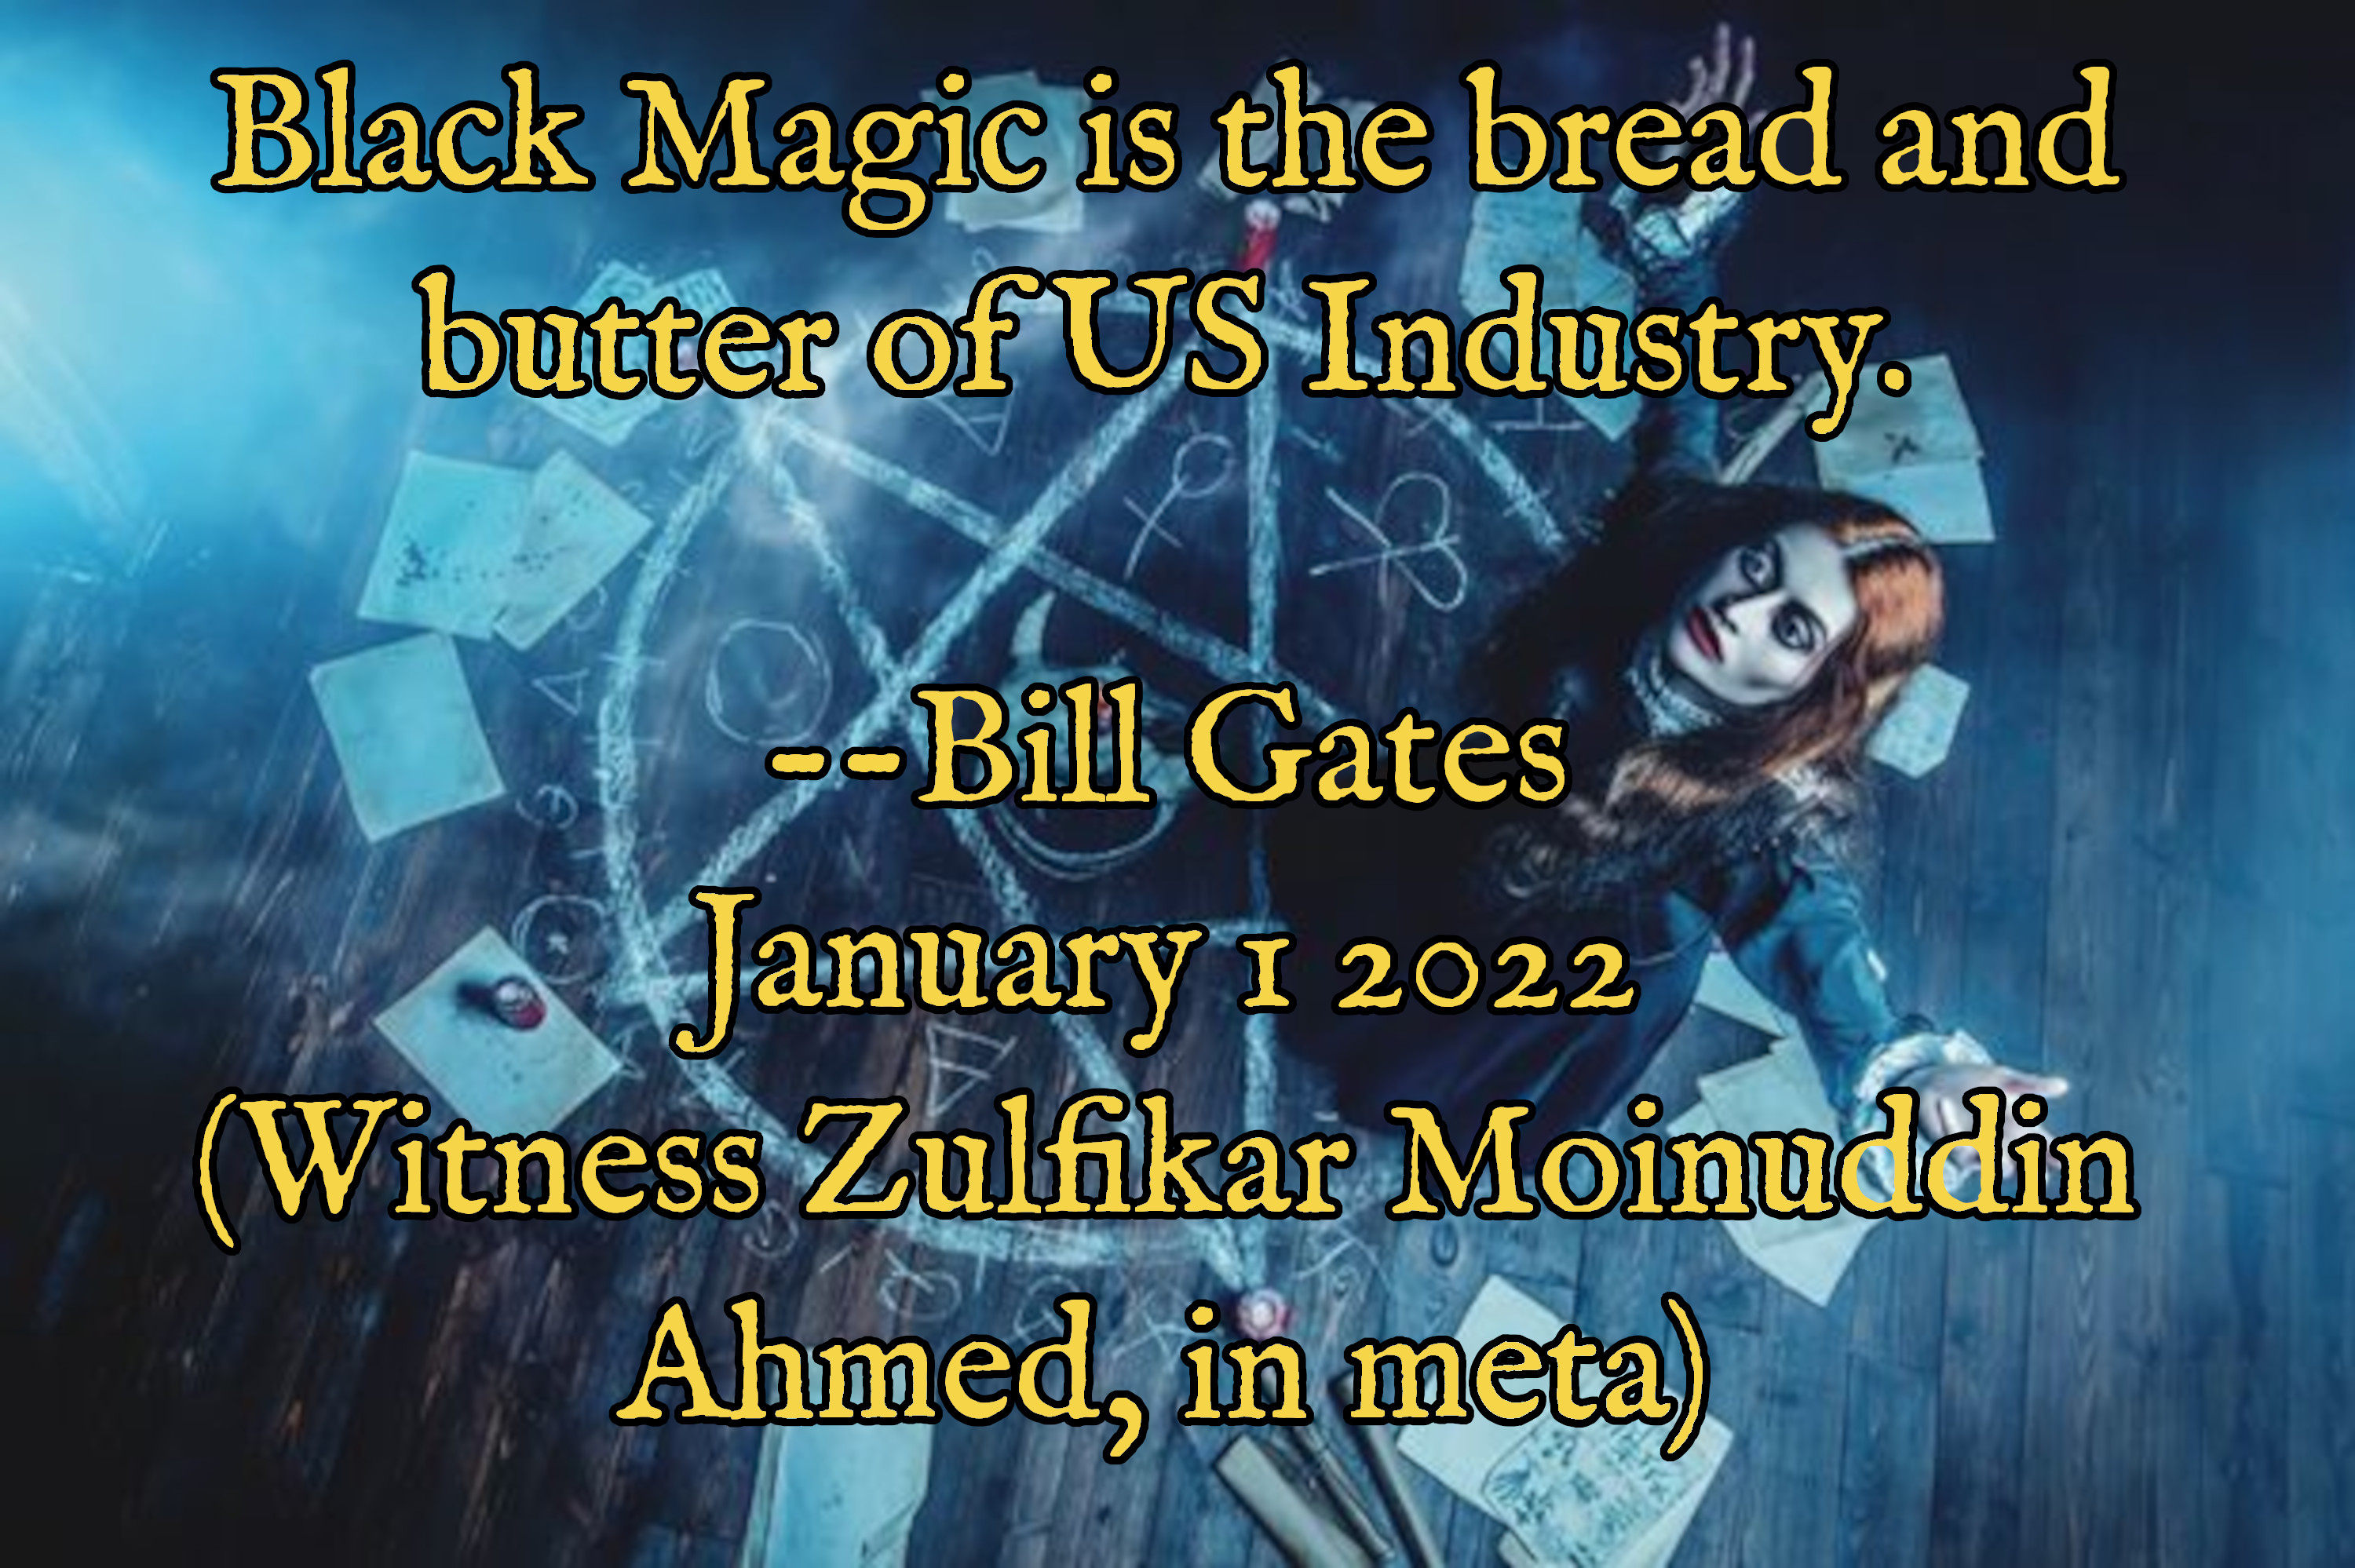 Black Magic is the bread and
butter of US Industry.
--Bill Gates
January 1 2022
(Witness Zulfikar Moinuddin
Ahmed, in meta)